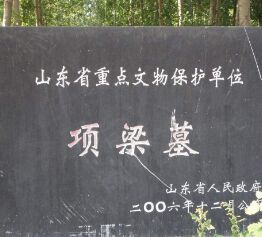 山东省重点文物保护单位
项梁墓
山东省人民政府
二〇〇六年十二月公